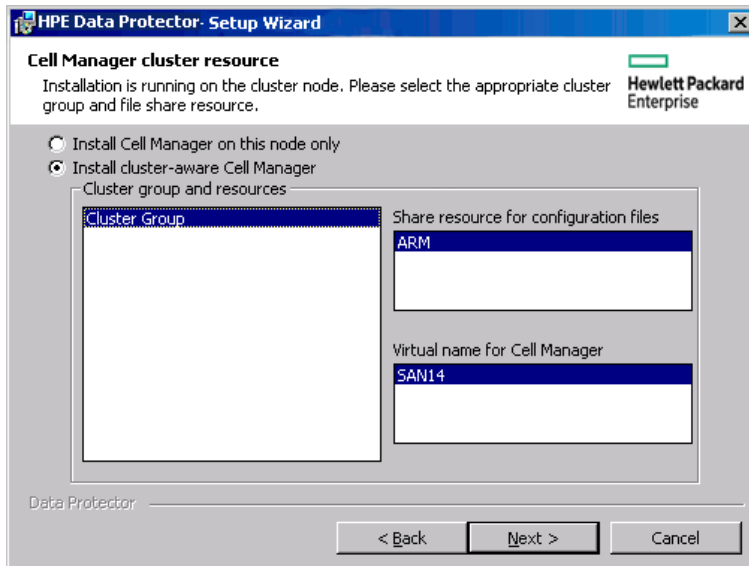 HPE Data Protector- Setup Wizard
Cell Manager cluster resource
Installation is running on the cluster node. Please select the appropriate cluster
group and file share resource.
Hewlett Packard
Enterprise
Install Cell Manager on this node only
Install cluster-aware Cell Manager
Cluster group and resources
Cluster Group
Share resource for configuration files
ARM
Virtual name for Cell Manager
SAN14
Data Protector
< Back
Next >
Cancel